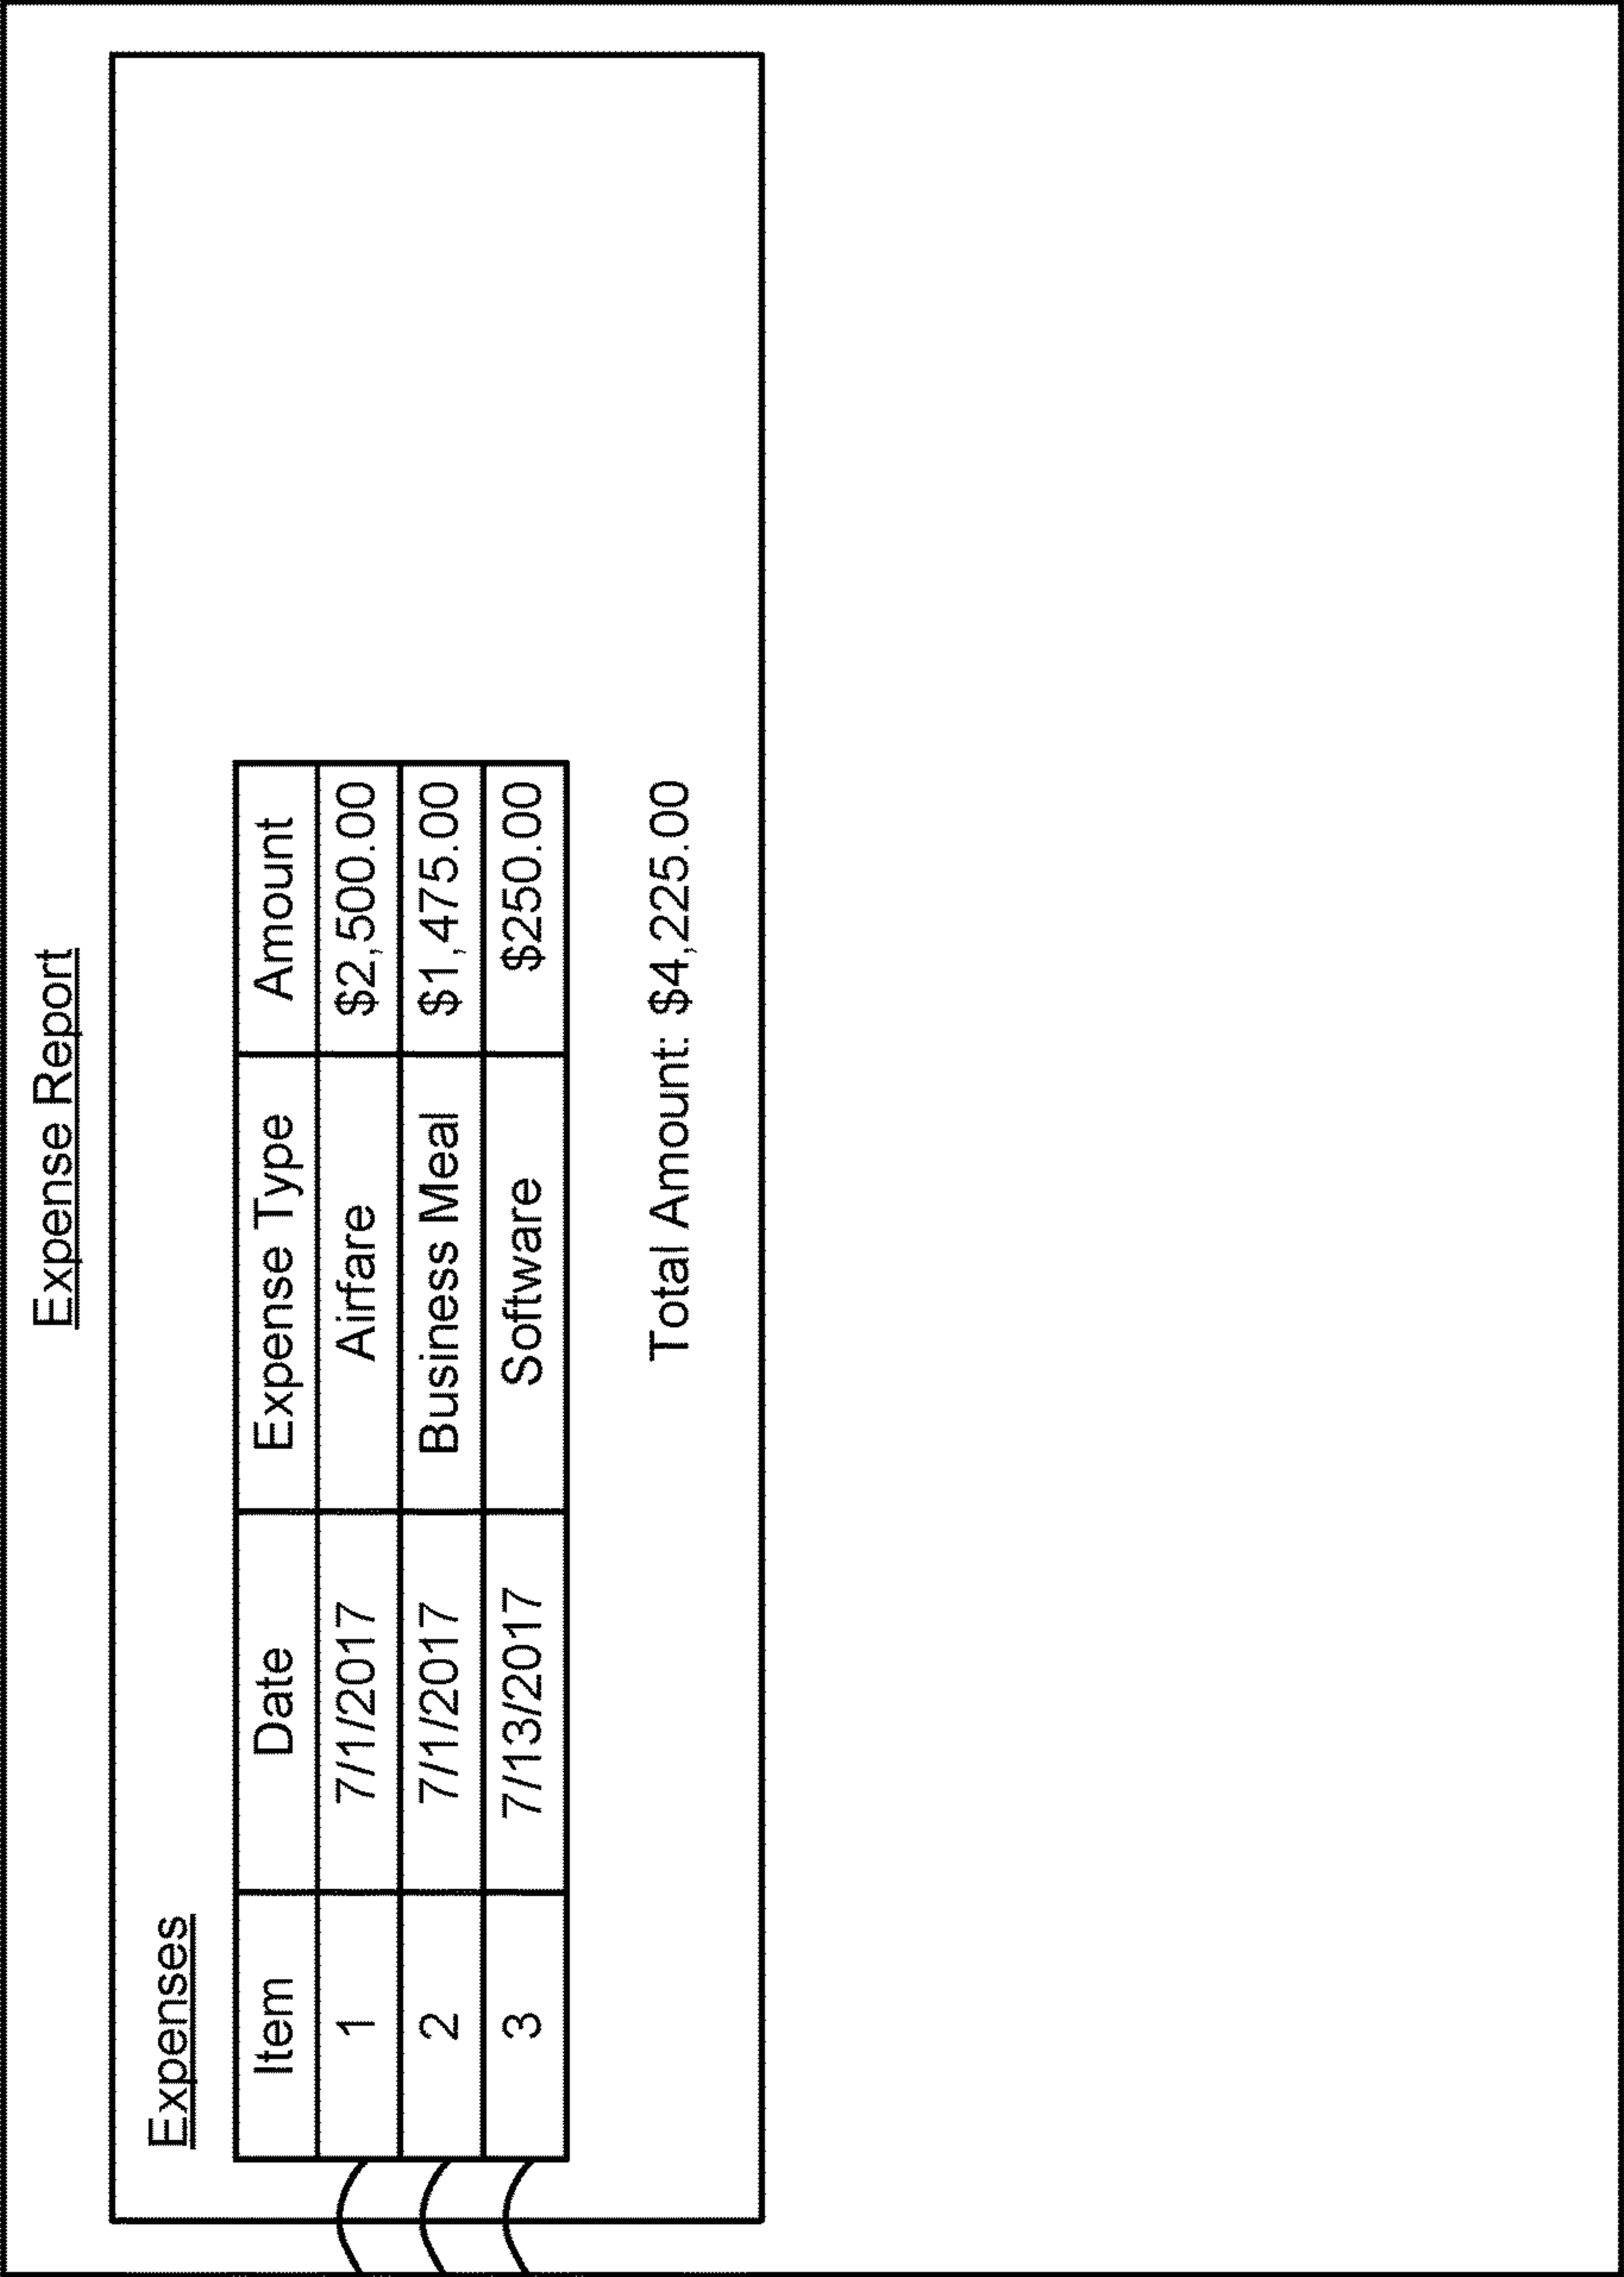 Expense Report
Expenses
Item Date Expense Type Amount
1 7/1/2017 Airfare $2,500.00
2 7/1/2017 Business Meal $1,475.00
3 7/13/2017 Software $250.00
Total Amount: $4,225.00